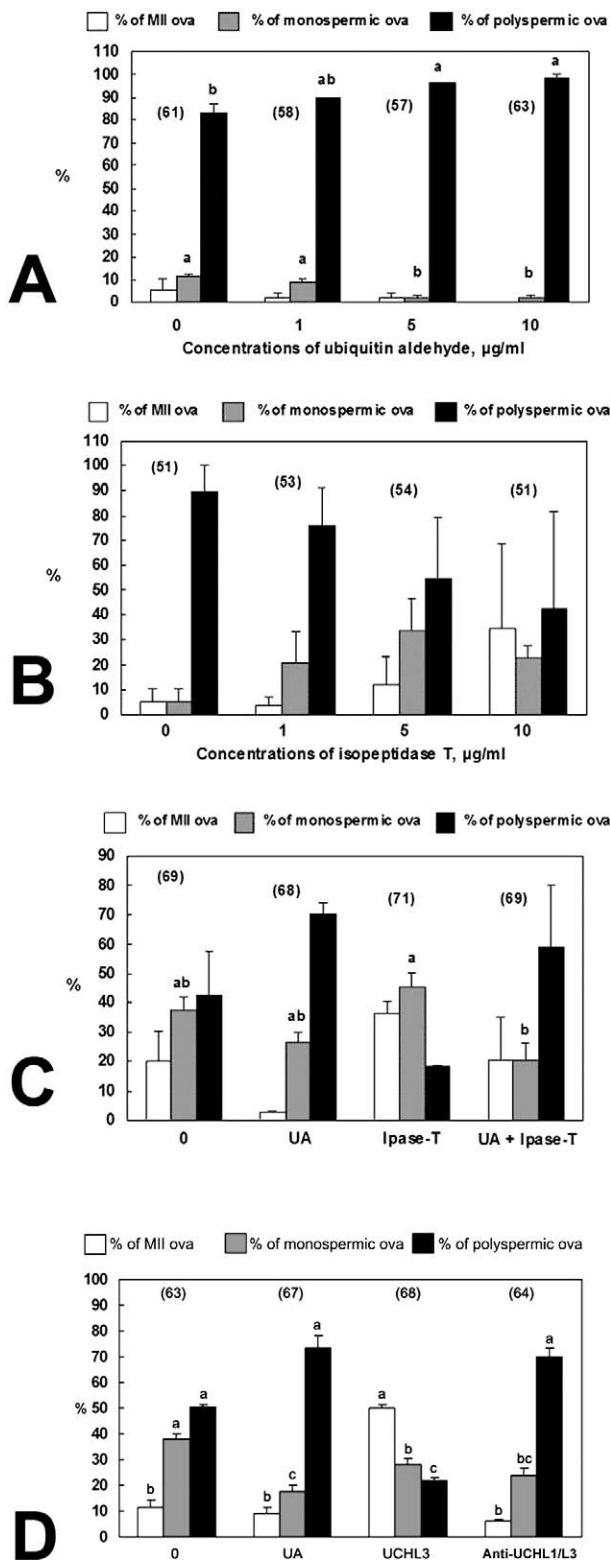 % of MII ova % of monospermic ova % of polyspermic ova
110
100
90
80
70
60
50
40
30
20
10
0
%
(61) (58) (57) (63)
a b a ab b a b a
0 1 5 10
Concentrations of ubiquitin aldehyde, µg/ml
A
% of MII ova % of monospermic ova % of polyspermic ova
110
100
90
80
70
60
50
40
30
20
10
0
%
(51) (53) (54) (51)
0 1 5 10
Concentrations of isopeptidase T, µg/ml
B
% of MII ova % of monospermic ova % of polyspermic ova
90
80
70
60
50
40
30
20
10
0
%
(69) (68) (71) (69)
ab ab a b
0 UA Ipase-T UA + Ipase-T
C
% of MII ova % of monospermic ova % of polyspermic ova
100
90
80
70
60
50
40
30
20
10
0
%
(63) (67) (68) (64)
b a a b c a a b c b bc a
0 UA UCHL3 Anti-UCHL1/L3
D